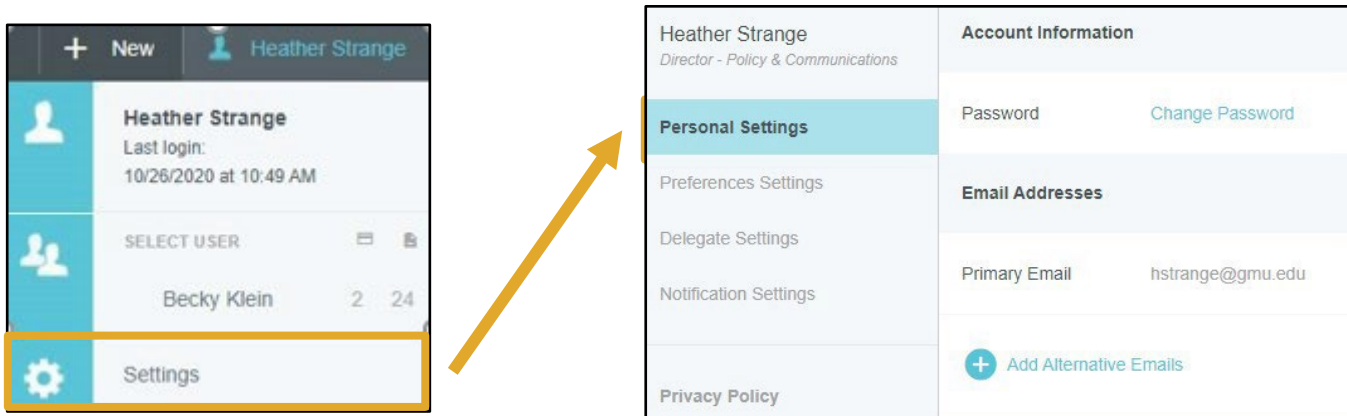 + New Heather Strange
Heather Strange
Last login:
10/26/2020 at 10:49 AM
SELECT USER
Becky Klein 2 24
Settings
Heather Strange
Director - Policy & Communications
Personal Settings
Preferences Settings
Delegate Settings
Notification Settings
Privacy Policy
Account Information
Password Change Password
Email Addresses
Primary Email hstrange@gmu.edu
+ Add Alternative Emails